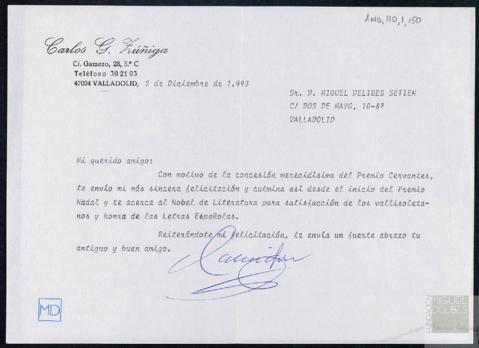 AMD,110,1,150
Carlos G. Zúñiga
C/. Gamazo, 28, 5.º C
Teléfono 30 21 03
47004 VALLADOLID, 2 de Diciembre de 1.993
Sr. D. MIGUEL DELIBES SETIEN
C/ DOS DE MAYO, 10-8º
VALLADOLID
Mi querido amigo:
Con motivo de la concesión merecidísima del Premio Cervantes,
te envío mi más sincera felicitación y culmina así desde el inicio del Premio
Nadal y te acerca al Nobel de Literatura para satisfacción de los vallisoleta-
nos y honra de las Letras Españolas.
Reiterándote mi felicitación, te envía un fuerte abrazo tu
antiguo y buen amigo.
MD
FUNDACIÓN
MIGUEL
DELIBES